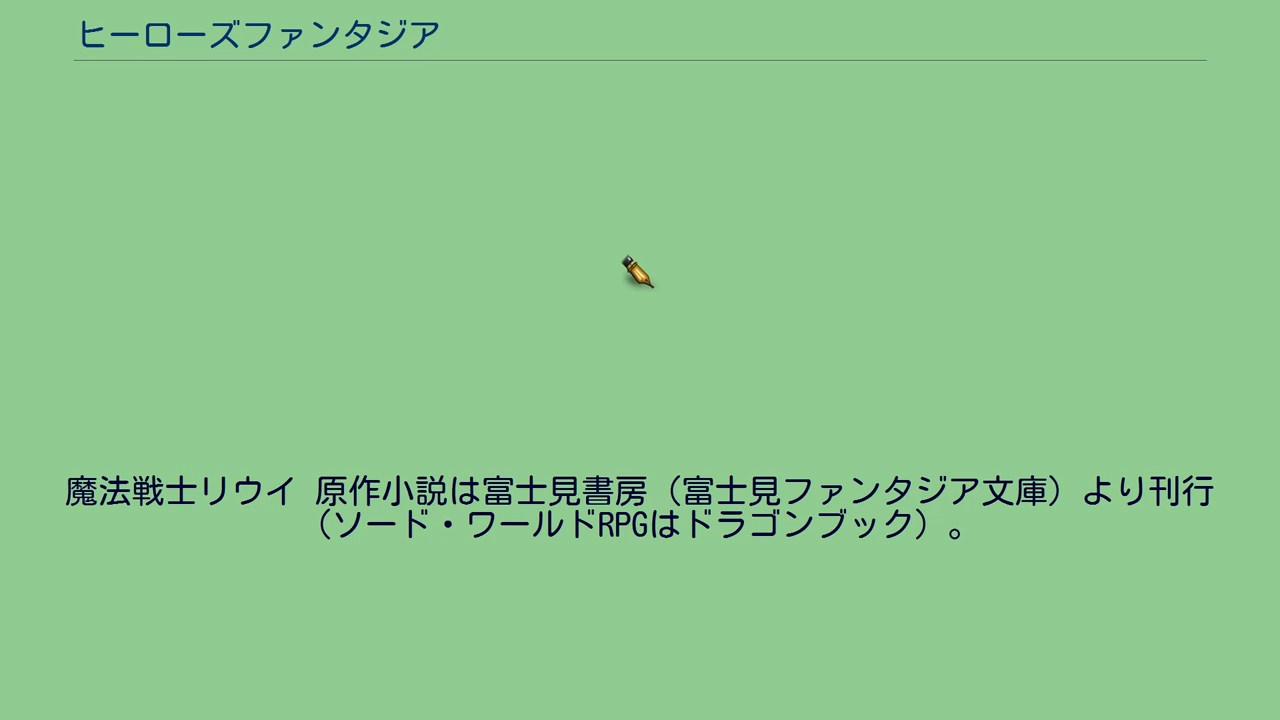 ヒーローズファンタジア
魔法戦士リウイ 原作小説は富士見書房（富士見ファンタジア文庫）より刊行
（ソード・ワールドRPGはドラゴンブック）。